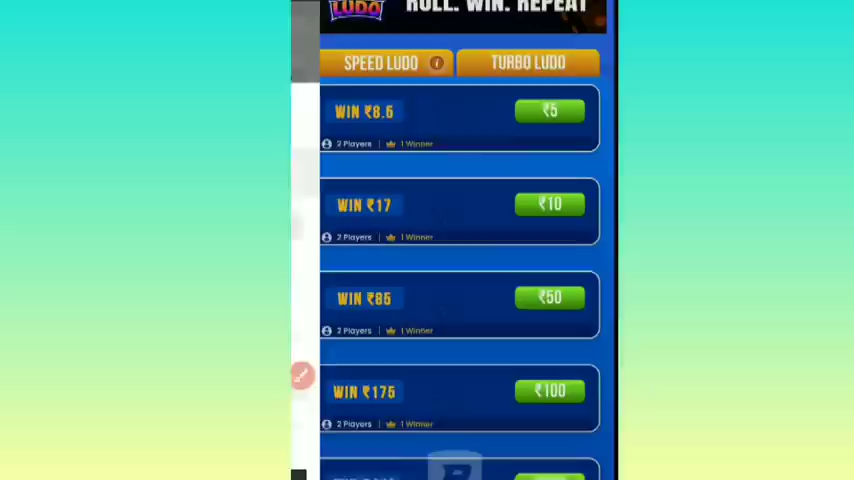 LUDO
ROLL. WIN. REPEAT
SPEED LUDO i
TURBO LUDO
WIN ₹8.5
₹5
2 Players | 1 Winner
WIN ₹17
₹10
2 Players | 1 Winner
WIN ₹85
₹50
2 Players | 1 Winner
WIN ₹175
₹100
2 Players | 1 Winner